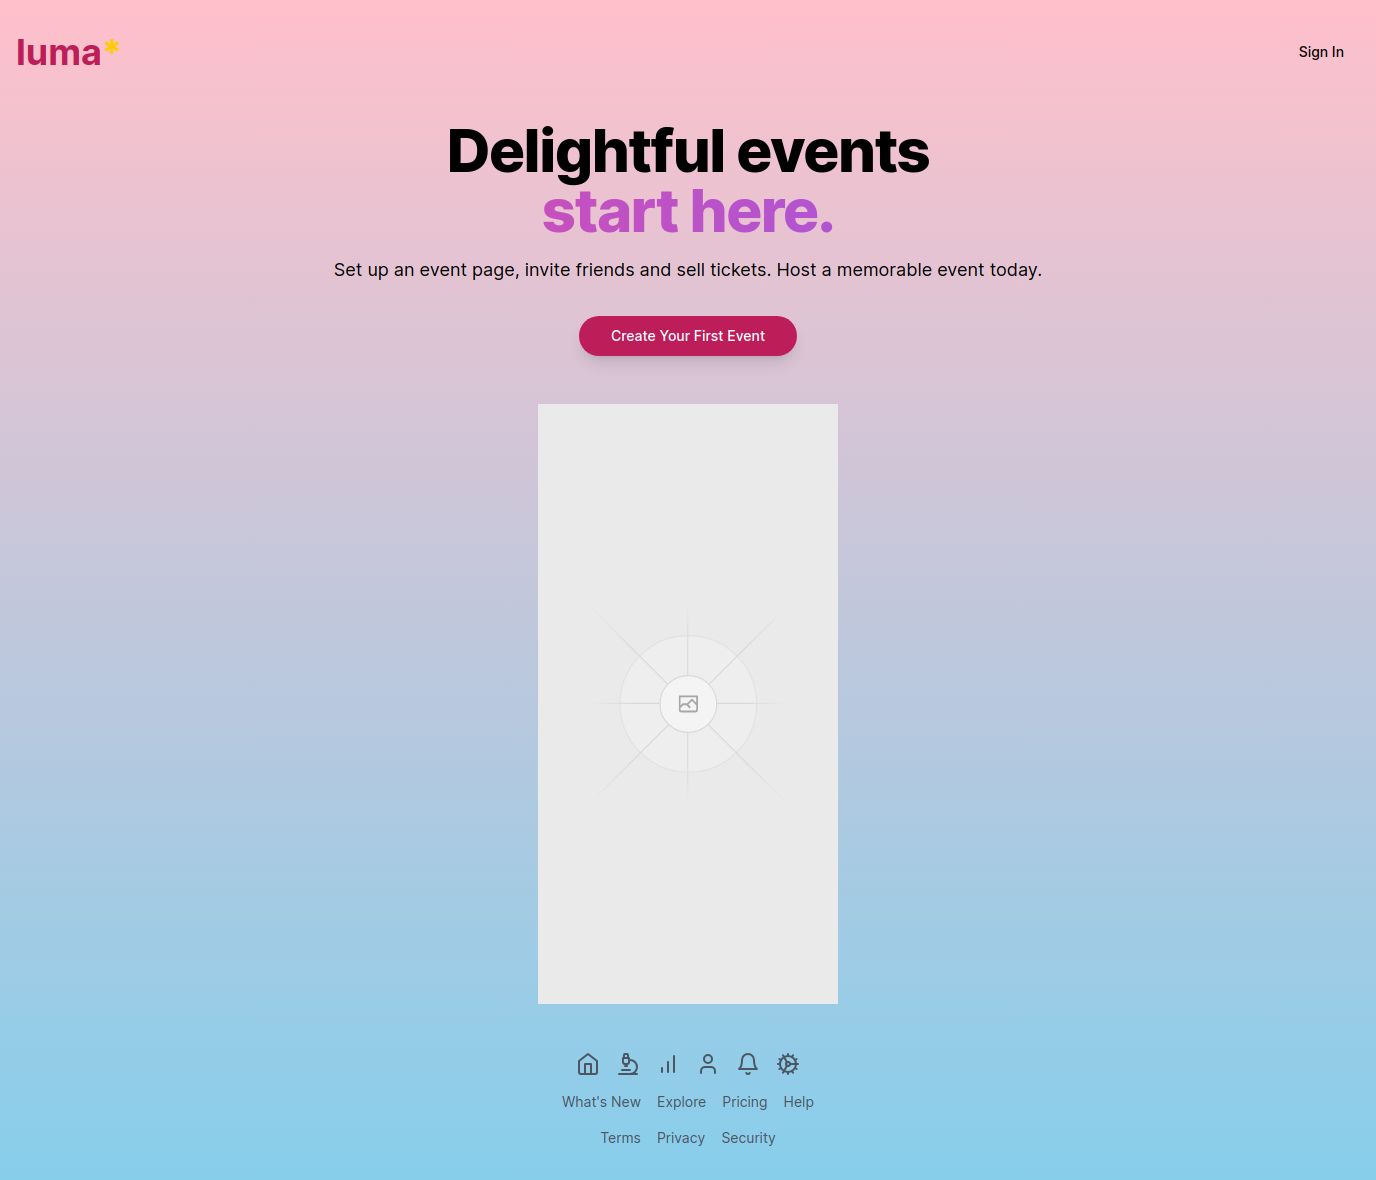 luma*
Sign In
Delightful events
start here.
Set up an event page, invite friends and sell tickets. Host a memorable event today.
Create Your First Event
What's New Explore Pricing Help
Terms Privacy Security